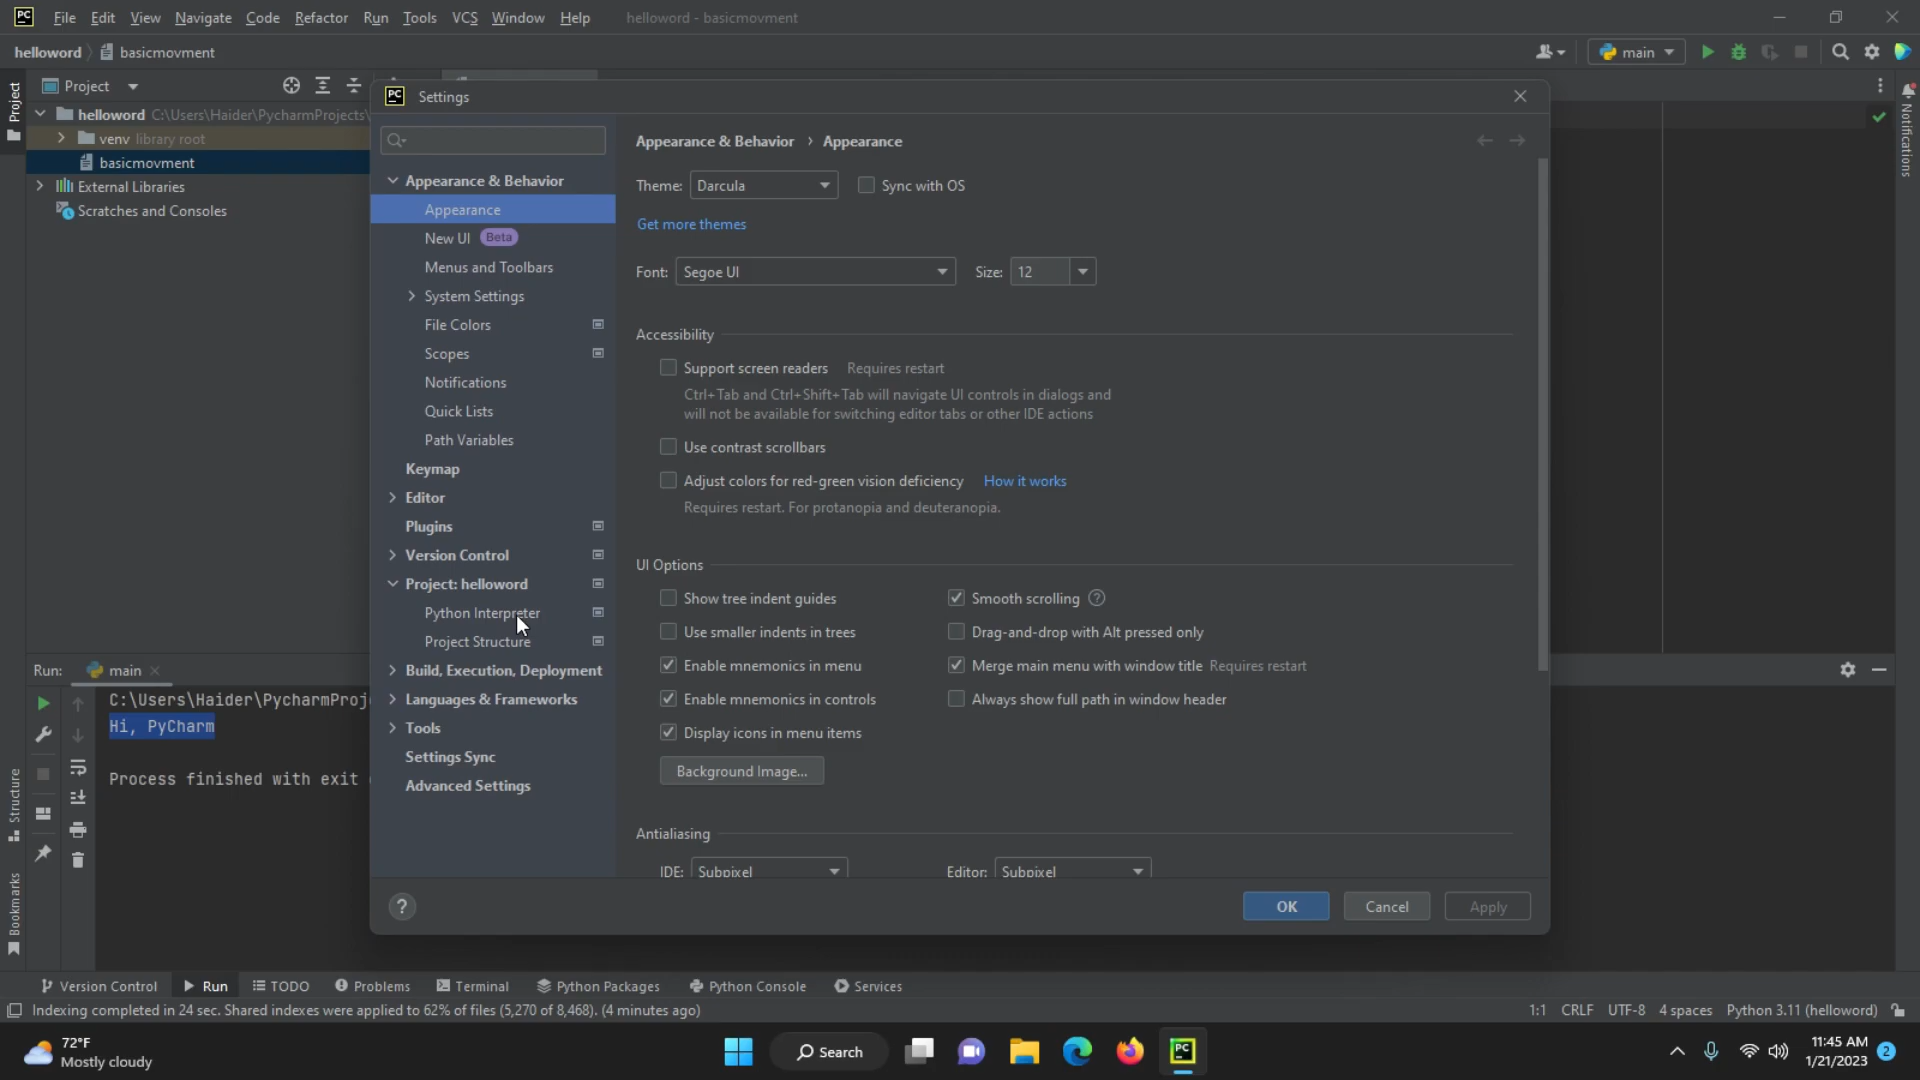 PC File Edit View Navigate Code Refactor Run Tools VCS Window Help helloword - basicmovment
helloword basicmovment main
Project
Project
Notifications
helloword C:\Users\Haider\PycharmProjects\
venv library root
basicmovment
External Libraries
Scratches and Consoles
PC Settings
Appearance & Behavior
Appearance
New UI Beta
Menus and Toolbars
System Settings
File Colors
Scopes
Notifications
Quick Lists
Path Variables
Keymap
Editor
Plugins
Version Control
Project: helloword
Python Interpreter
Project Structure
Build, Execution, Deployment
Languages & Frameworks
Tools
Settings Sync
Advanced Settings
Appearance & Behavior › Appearance
Theme: Darcula Sync with OS
Get more themes
Font: Segoe UI Size: 12
Accessibility
Support screen readers Requires restart
Ctrl+Tab and Ctrl+Shift+Tab will navigate UI controls in dialogs and
will not be available for switching editor tabs or other IDE actions
Use contrast scrollbars
Adjust colors for red-green vision deficiency How it works
Requires restart. For protanopia and deuteranopia.
UI Options
Show tree indent guides Smooth scrolling ?
Use smaller indents in trees Drag-and-drop with Alt pressed only
Enable mnemonics in menu Merge main menu with window title Requires restart
Enable mnemonics in controls Always show full path in window header
Display icons in menu items
Background Image...
Antialiasing
IDE: Subpixel Editor: Subpixel
? OK Cancel Apply
Run: main
C:\Users\Haider\PycharmProj
Hi, PyCharm
Process finished with exit
Structure
Bookmarks
Version Control Run TODO Problems Terminal Python Packages Python Console Services
Indexing completed in 24 sec. Shared indexes were applied to 62% of files (5,270 of 8,468). (4 minutes ago) 1:1 CRLF UTF-8 4 spaces Python 3.11 (helloword)
72°F
Mostly cloudy
Search
PC
11:45 AM
1/21/2023
2